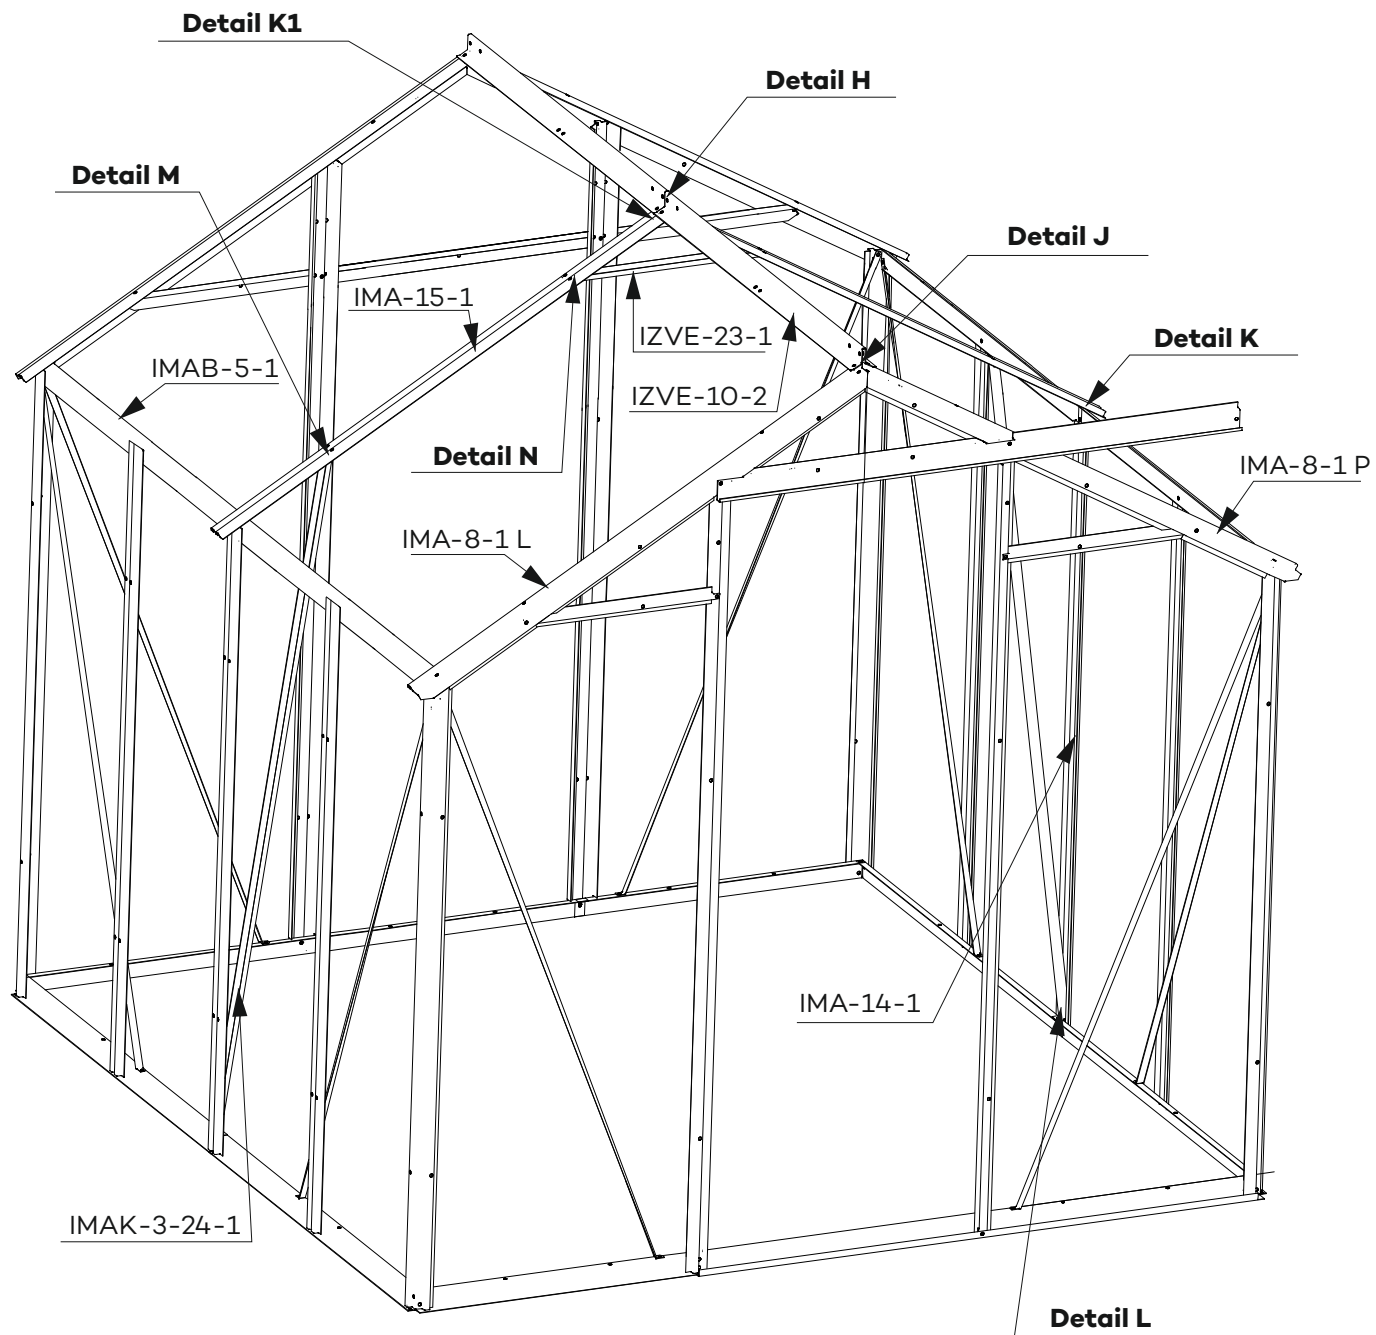 Detail K1
Detail H
Detail M
Detail J
IMA-15-1
IZVE-23-1
Detail K
IMAB-5-1
IZVE-10-2
Detail N
IMA-8-1 P
IMA-8-1 L
IMA-14-1
IMAK-3-24-1
Detail L